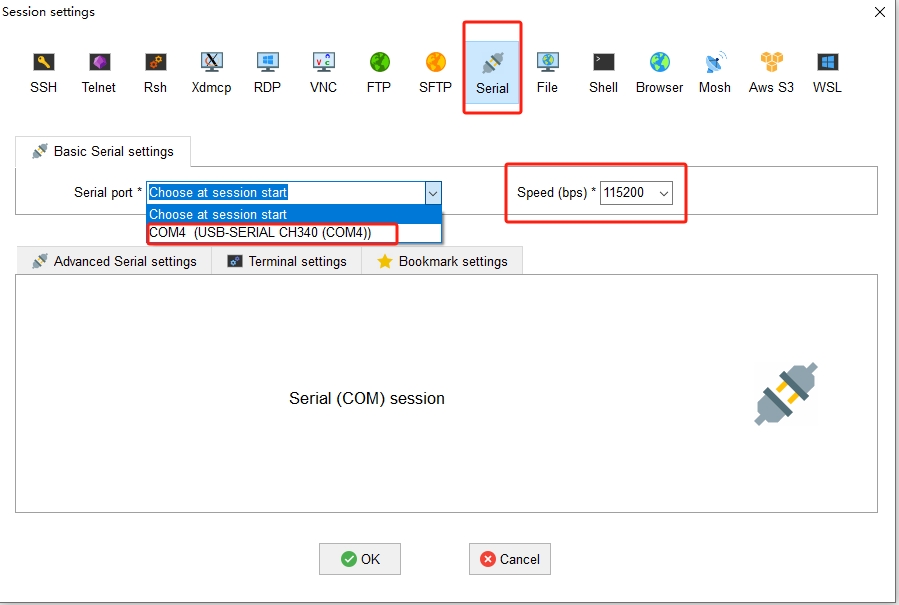 Session settings
SSH Telnet Rsh Xdmcp RDP VNC FTP SFTP Serial File Shell Browser Mosh Aws S3 WSL
Basic Serial settings
Serial port * Choose at session start Speed (bps) * 115200
Choose at session start
COM4 (USB-SERIAL CH340 (COM4))
Advanced Serial settings Terminal settings Bookmark settings
Serial (COM) session
OK Cancel